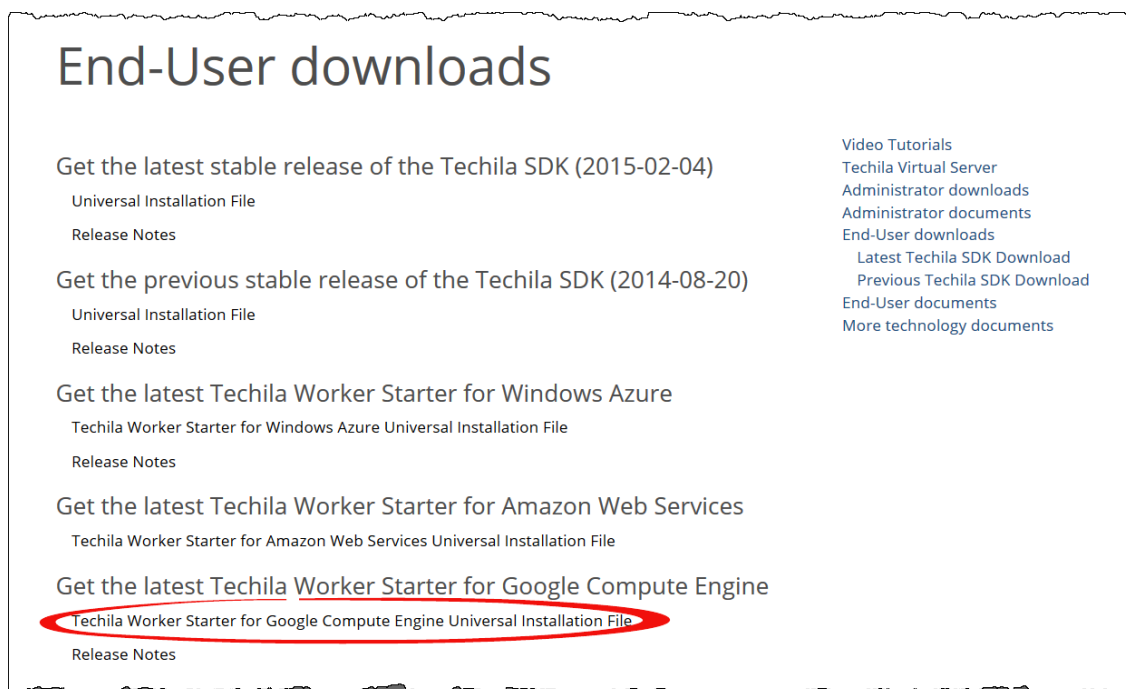 End-User downloads
Get the latest stable release of the Techila SDK (2015-02-04)
Universal Installation File
Release Notes
Get the previous stable release of the Techila SDK (2014-08-20)
Universal Installation File
Release Notes
Get the latest Techila Worker Starter for Windows Azure
Techila Worker Starter for Windows Azure Universal Installation File
Release Notes
Get the latest Techila Worker Starter for Amazon Web Services
Techila Worker Starter for Amazon Web Services Universal Installation File
Get the latest Techila Worker Starter for Google Compute Engine
Techila Worker Starter for Google Compute Engine Universal Installation File
Release Notes
Video Tutorials
Techila Virtual Server
Administrator downloads
Administrator documents
End-User downloads
Latest Techila SDK Download
Previous Techila SDK Download
End-User documents
More technology documents